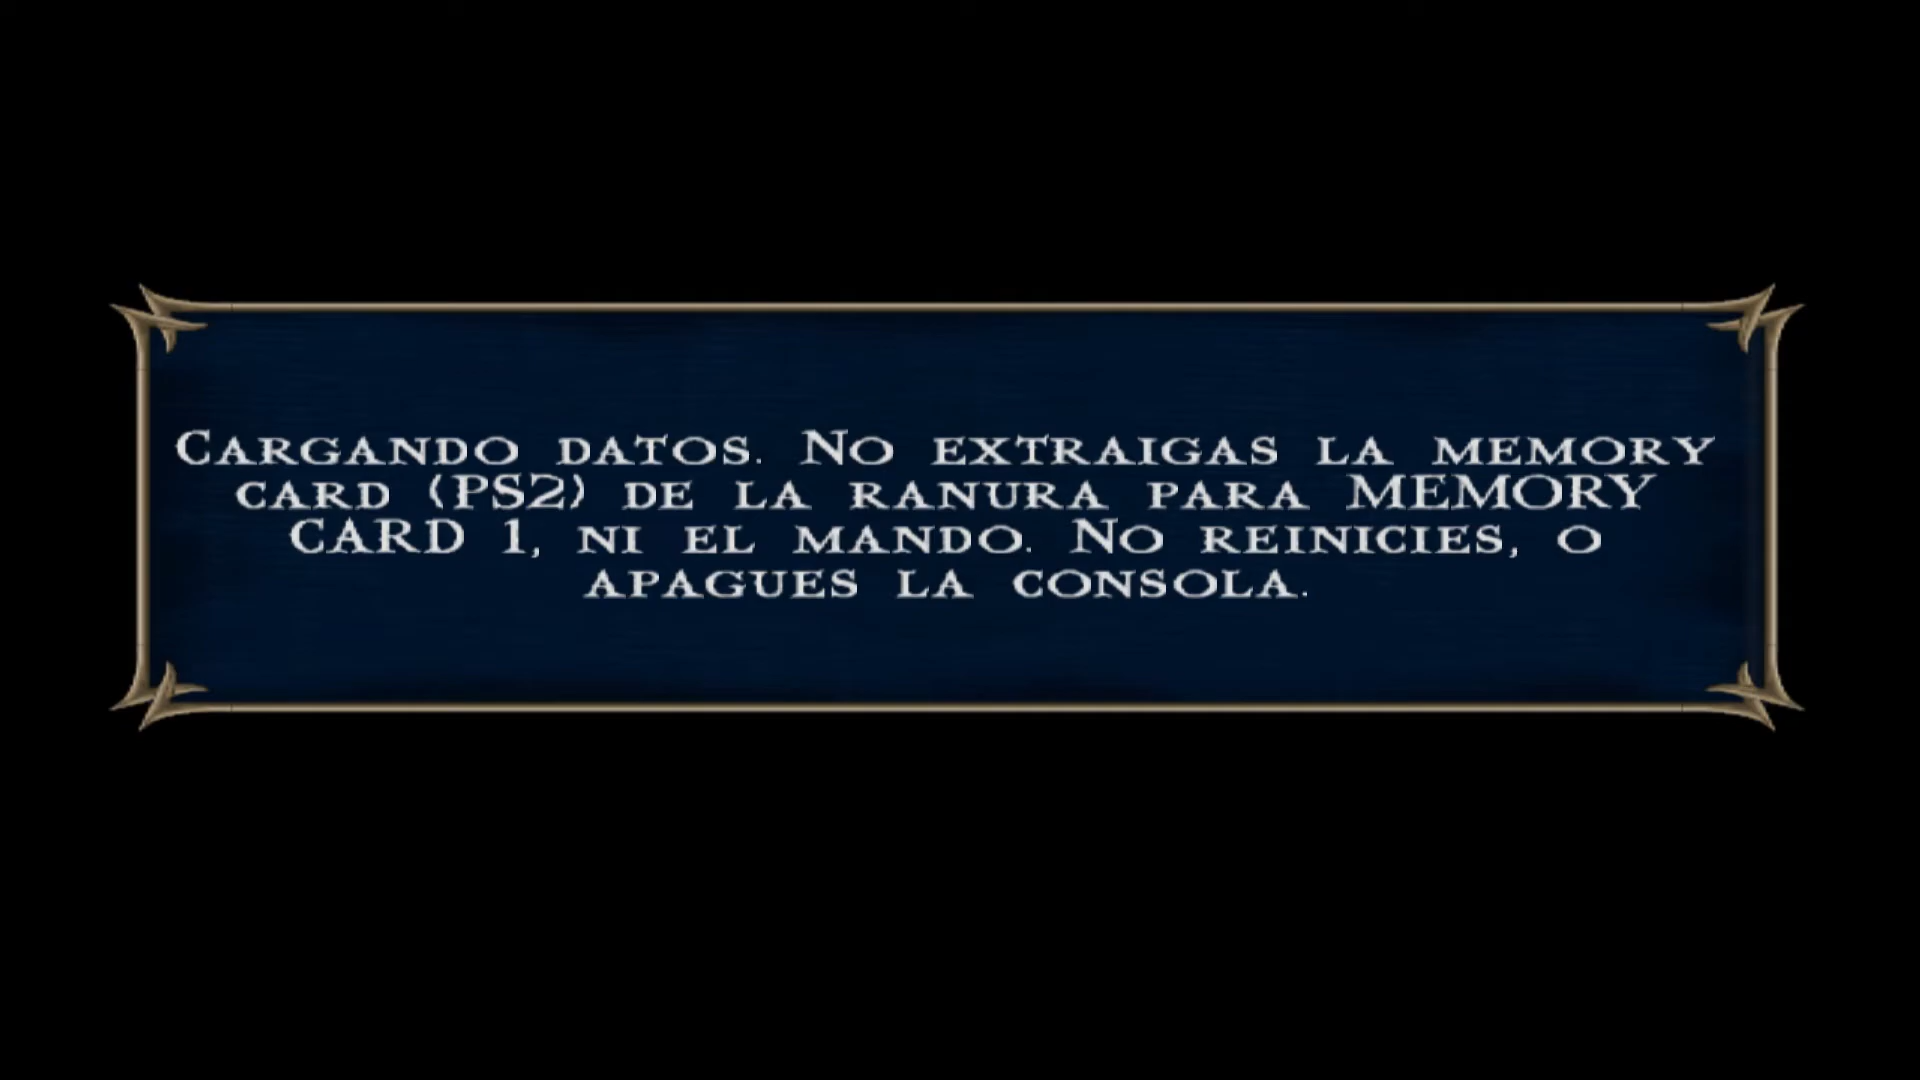 Cargando datos. No extraigas la memory
card (PS2) de la ranura para MEMORY
CARD 1, ni el mando. No reinicies, o
apagues la consola.